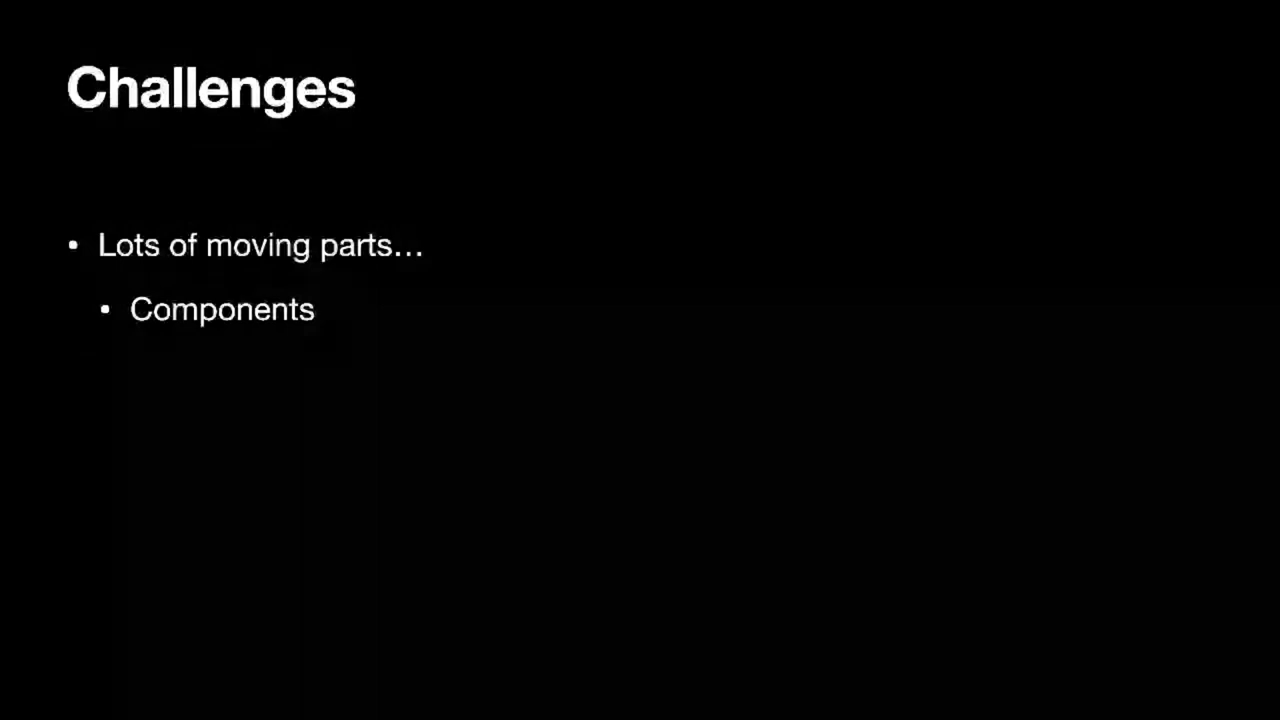 Challenges
• Lots of moving parts…
• Components